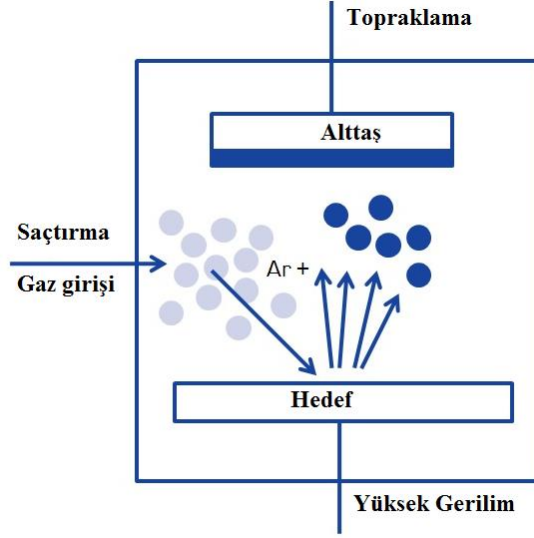 Topraklama
Alttaş
Saçtırma
Gaz girişi
Ar +
Hedef
Yüksek Gerilim